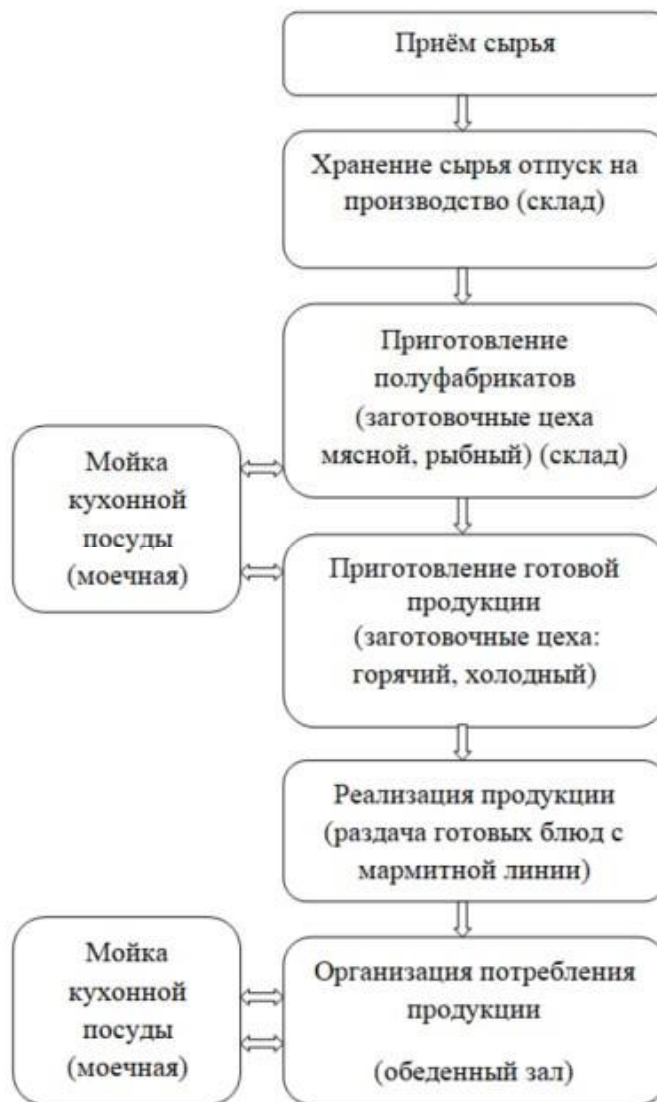 Приём сырья
Хранение сырья отпуск на
производство (склад)
Приготовление
полуфабрикатов
(заготовочные цеха
мясной, рыбный) (склад)
Мойка
кухонной
посуды
(моечная)
Приготовление готовой
продукции
(заготовочные цеха:
горячий, холодный)
Реализация продукции
(раздача готовых блюд с
мармитной линии)
Мойка
кухонной
посуды
(моечная)
Организация потребления
продукции
(обеденный зал)